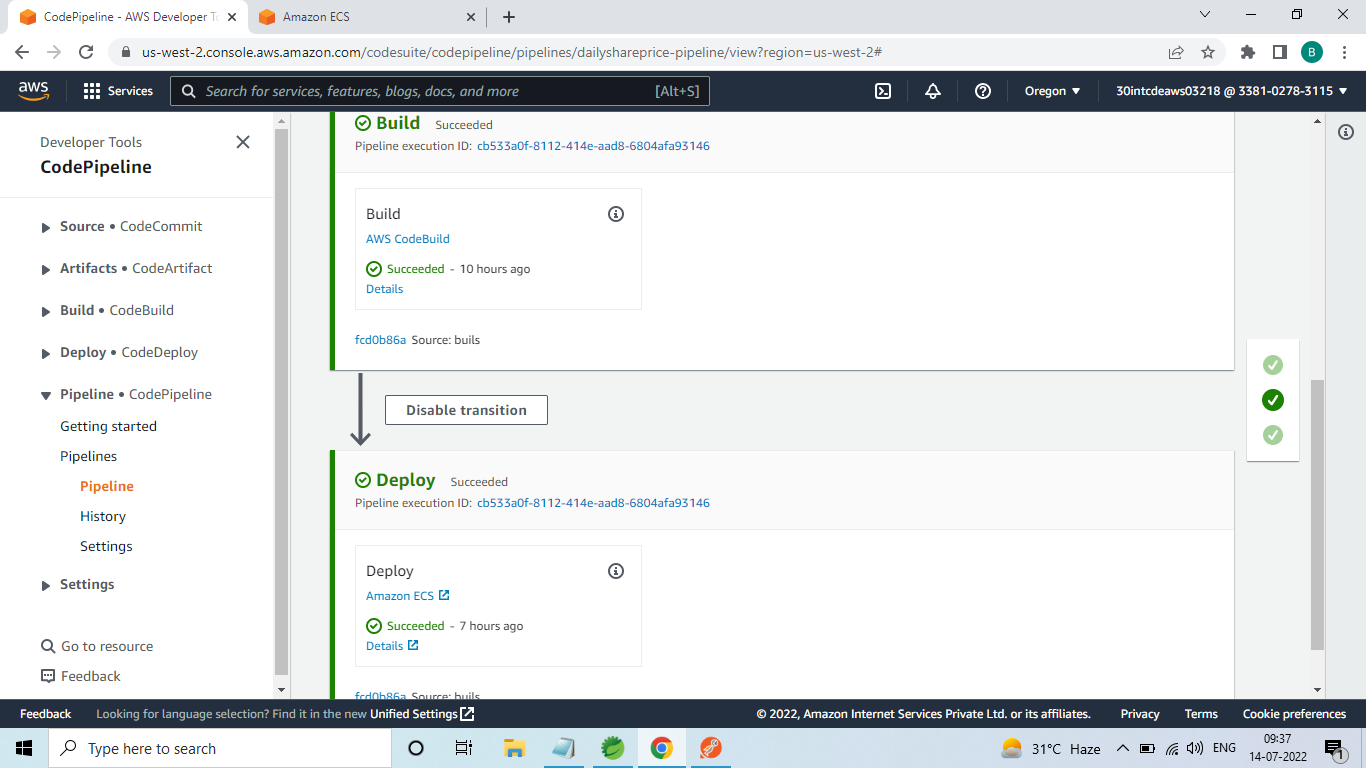 CodePipeline - AWS Developer To
Amazon ECS
us-west-2.console.aws.amazon.com/codesuite/codepipeline/pipelines/dailyshareprice-pipeline/view?region=us-west-2#
B
aws
Services
Search for services, features, blogs, docs, and more
[Alt+S]
Oregon
30intcdeaws03218 @ 3381-0278-3115
Developer Tools
CodePipeline
Source • CodeCommit
Artifacts • CodeArtifact
Build • CodeBuild
Deploy • CodeDeploy
Pipeline • CodePipeline
Getting started
Pipelines
Pipeline
History
Settings
Settings
Go to resource
Feedback
Build Succeeded
Pipeline execution ID: cb533a0f-8112-414e-aad8-6804afa93146
Build
AWS CodeBuild
Succeeded - 10 hours ago
Details
fcd0b86a Source: buils
Disable transition
Deploy Succeeded
Pipeline execution ID: cb533a0f-8112-414e-aad8-6804afa93146
Deploy
Amazon ECS
Succeeded - 7 hours ago
Details
fcd0b86a Source: buils
Feedback
Looking for language selection? Find it in the new Unified Settings
© 2022, Amazon Internet Services Private Ltd. or its affiliates.
Privacy
Terms
Cookie preferences
Type here to search
31°C Haze
ENG
09:37
14-07-2022
1